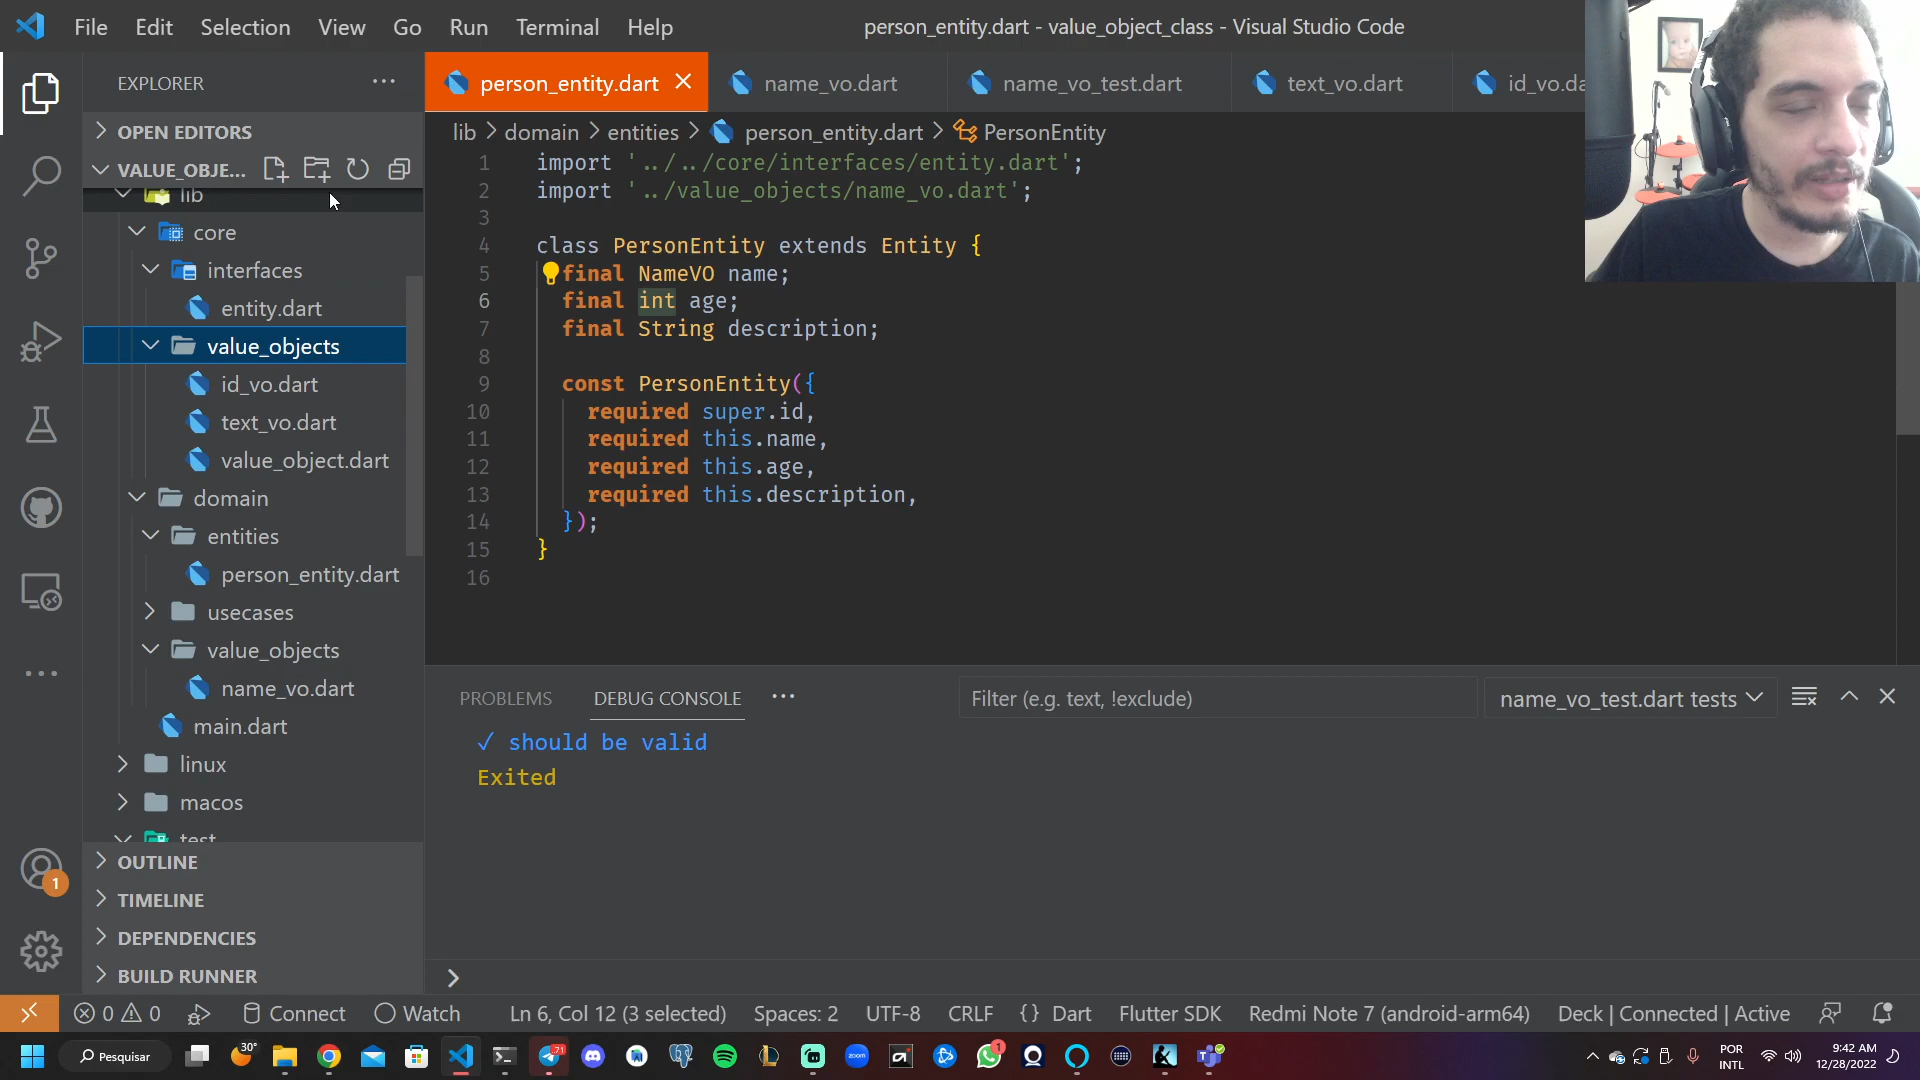 File Edit Selection View Go Run Terminal Help
person_entity.dart - value_object_class - Visual Studio Code
EXPLORER
person_entity.dart
name_vo.dart
name_vo_test.dart
text_vo.dart
id_vo.da
OPEN EDITORS
VALUE_OBJE...
lib
core
interfaces
entity.dart
value_objects
id_vo.dart
text_vo.dart
value_object.dart
domain
entities
person_entity.dart
usecases
value_objects
name_vo.dart
main.dart
linux
macos
test
OUTLINE
TIMELINE
DEPENDENCIES
BUILD RUNNER
lib > domain > entities > person_entity.dart > PersonEntity
1 import '../../core/interfaces/entity.dart';
2 import '../value_objects/name_vo.dart';
3
4 class PersonEntity extends Entity {
5 final NameVO name;
6 final int age;
7 final String description;
8
9 const PersonEntity({
10 required super.id,
11 required this.name,
12 required this.age,
13 required this.description,
14 });
15 }
16
PROBLEMS DEBUG CONSOLE ...
Filter (e.g. text, !exclude)
name_vo_test.dart tests
✓ should be valid
Exited
>
1
0 0 Connect Watch Ln 6, Col 12 (3 selected) Spaces: 2 UTF-8 CRLF {} Dart Flutter SDK Redmi Note 7 (android-arm64) Deck | Connected | Active
Pesquisar
30°
71
zoom
1
POR
INTL
9:42 AM
12/28/2022